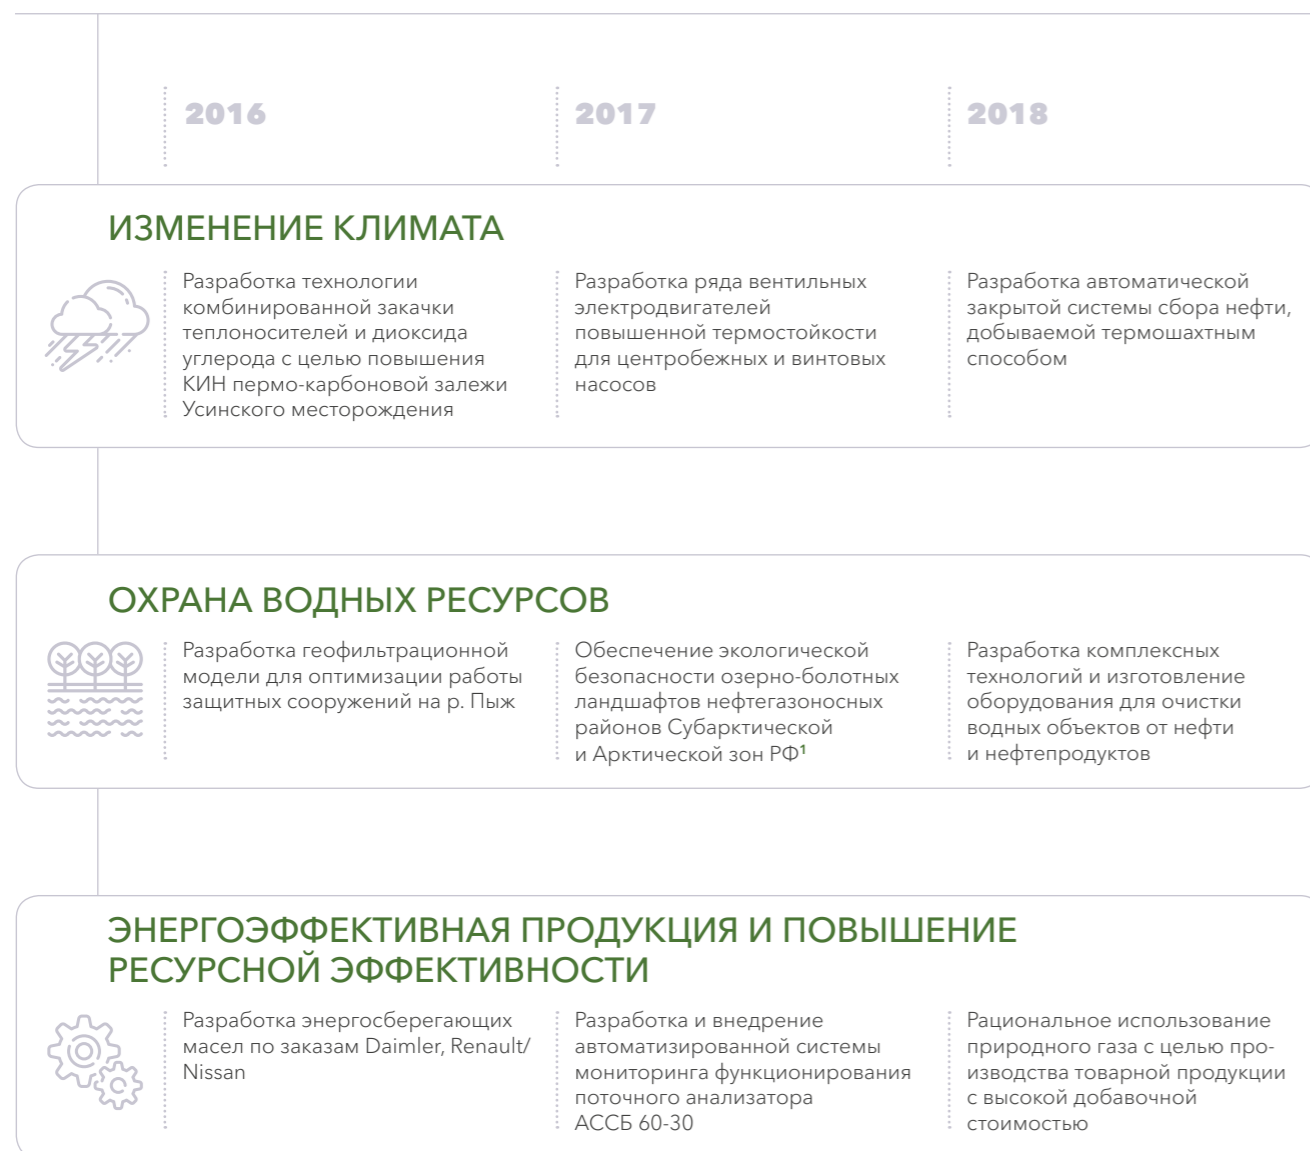 2016
2017
2018
ИЗМЕНЕНИЕ КЛИМАТА
Разработка технологии
комбинированной закачки
теплоносителей и диоксида
углерода с целью повышения
КИН пермо-карбоновой залежи
Усинского месторождения
Разработка ряда вентильных
электродвигателей
повышенной термостойкости
для центробежных и винтовых
насосов
Разработка автоматической
закрытой системы сбора нефти,
добываемой термошахтным
способом
ОХРАНА ВОДНЫХ РЕСУРСОВ
Разработка геофильтрационной
модели для оптимизации работы
защитных сооружений на р. Пыж
Обеспечение экологической
безопасности озерно-болотных
ландшафтов нефтегазоносных
районов Субарктической
и Арктической зон РФ¹
Разработка комплексных
технологий и изготовление
оборудования для очистки
водных объектов от нефти
и нефтепродуктов
ЭНЕРГОЭФФЕКТИВНАЯ ПРОДУКЦИЯ И ПОВЫШЕНИЕ
РЕСУРСНОЙ ЭФФЕКТИВНОСТИ
Разработка энергосберегающих
масел по заказам Daimler, Renault/
Nissan
Разработка и внедрение
автоматизированной системы
мониторинга функционирования
поточного анализатора
АССБ 60-30
Рациональное использование
природного газа с целью про-
изводства товарной продукции
с высокой добавочной
стоимостью